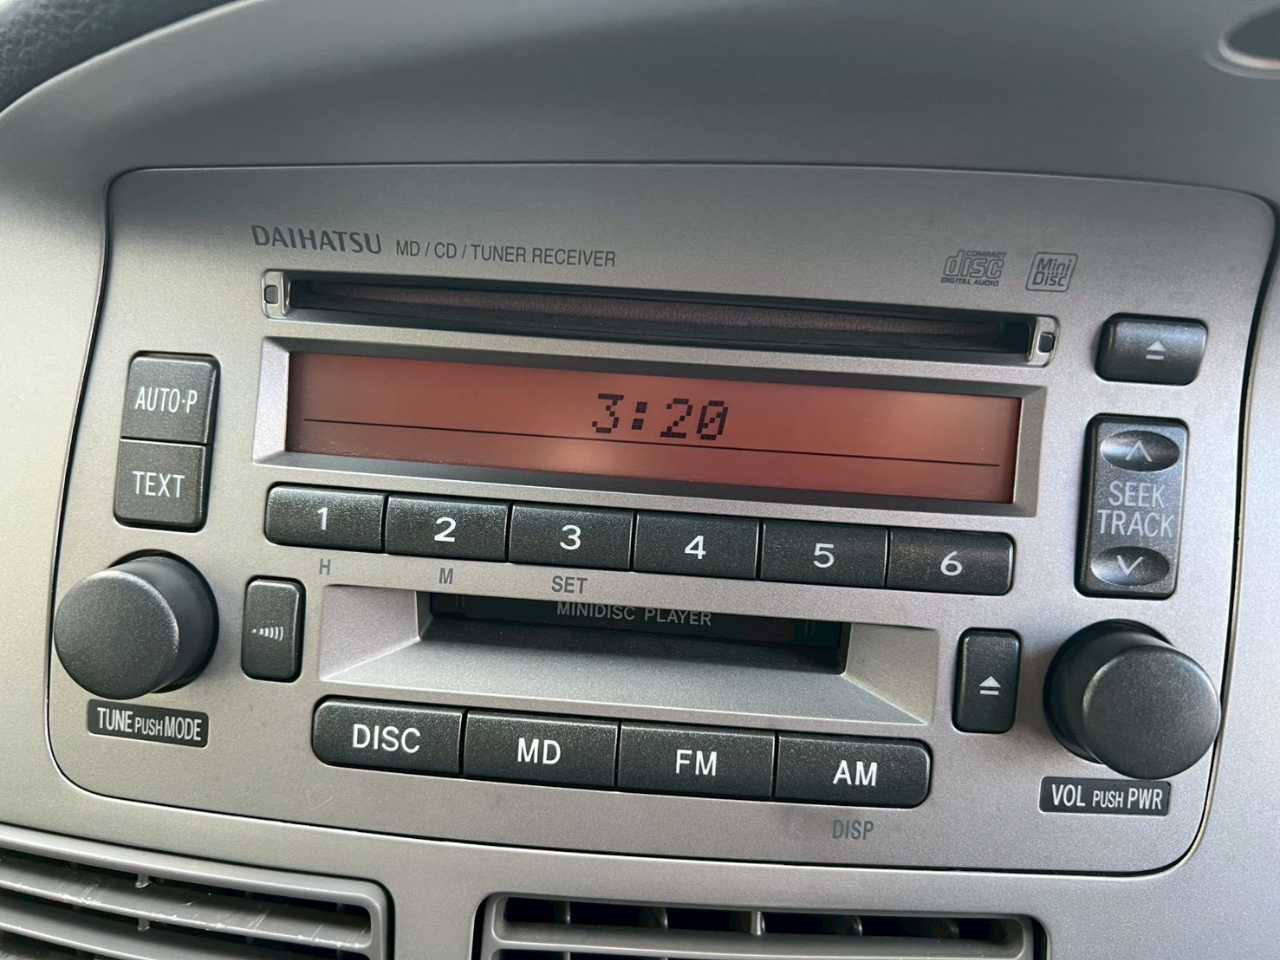 DAIHATSU MD / CD / TUNER RECEIVER
COMPACT disc DIGITAL AUDIO
Mini Disc
AUTO·P
TEXT
3:20
SEEK TRACK
1 2 3 4 5 6
H M SET
MINIDISC PLAYER
TUNE PUSH MODE
DISC MD FM AM
VOL PUSH PWR
DISP